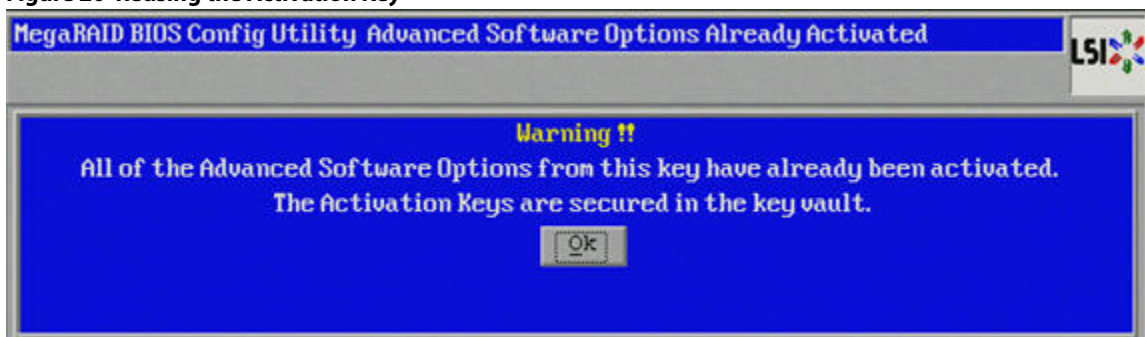 MegaRAID BIOS Config Utility Advanced Software Options Already Activated
LSI
Warning !!
All of the Advanced Software Options from this key have already been activated.
The Activation Keys are secured in the key vault.
Ok